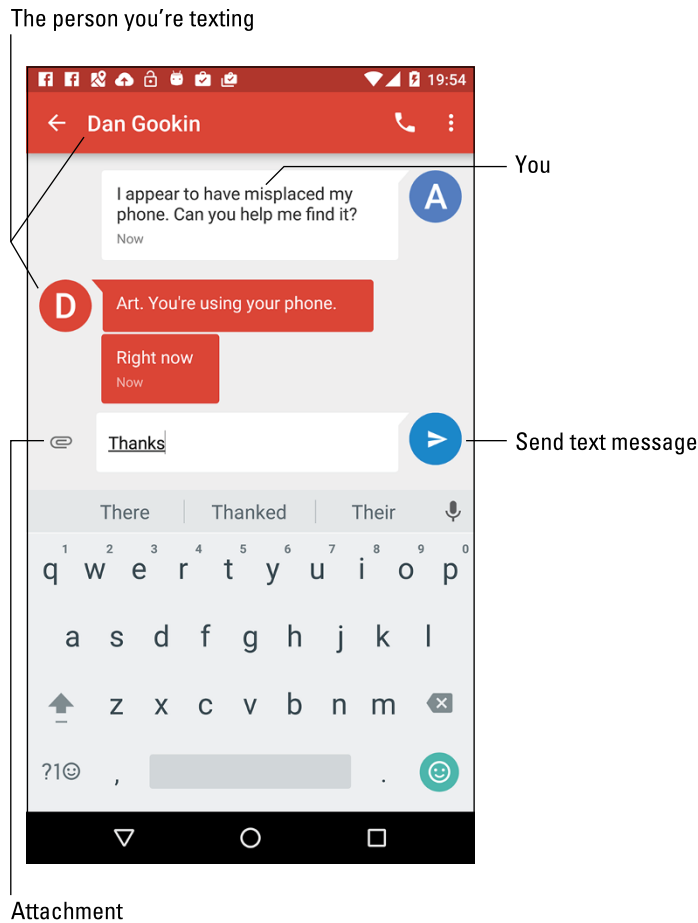 The person you're texting
19:54
Dan Gookin
You
I appear to have misplaced my
phone. Can you help me find it?
Now
A
D
Art. You're using your phone.
Right now
Now
Thanks
Send text message
There Thanked Their
1 2 3 4 5 6 7 8 9 0
q w e r t y u i o p
a s d f g h j k l
z x c v b n m
?1☺ , .
Attachment